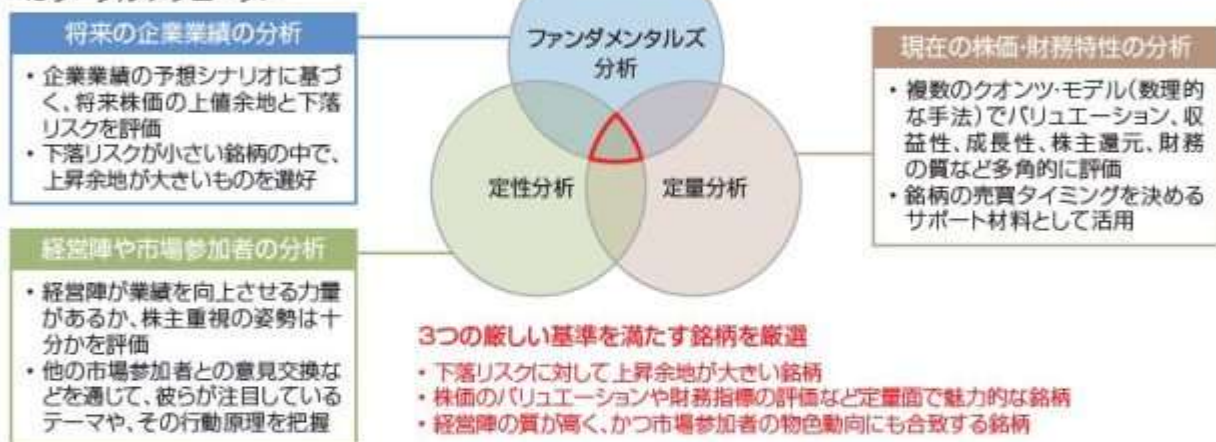 将来の企業業績の分析
・企業業績の予想シナリオに基づ
く、将来株価の上値余地と下落
リスクを評価
・下落リスクが小さい銘柄の中で、
上昇余地が大きいものを選好
経営陣や市場参加者の分析
・経営陣が業績を向上させる力量
があるか、株主重視の姿勢は十
分かを評価
・他の市場参加者との意見交換な
どを通じて、彼らが注目している
テーマや、その行動原理を把握
ファンダメンタルズ
分析
定性分析
定量分析
現在の株価・財務特性の分析
・複数のクオンツ・モデル(数理的
な手法)でバリュエーション、収
益性、成長性、株主還元、財務
の質など多角的に評価
・銘柄の売買タイミングを決める
サポート材料として活用
3つの厳しい基準を満たす銘柄を厳選
・下落リスクに対して上昇余地が大きい銘柄
・株価のバリュエーションや財務指標の評価など定量面で魅力的な銘柄
・経営陣の質が高く、かつ市場参加者の物色動向にも合致する銘柄